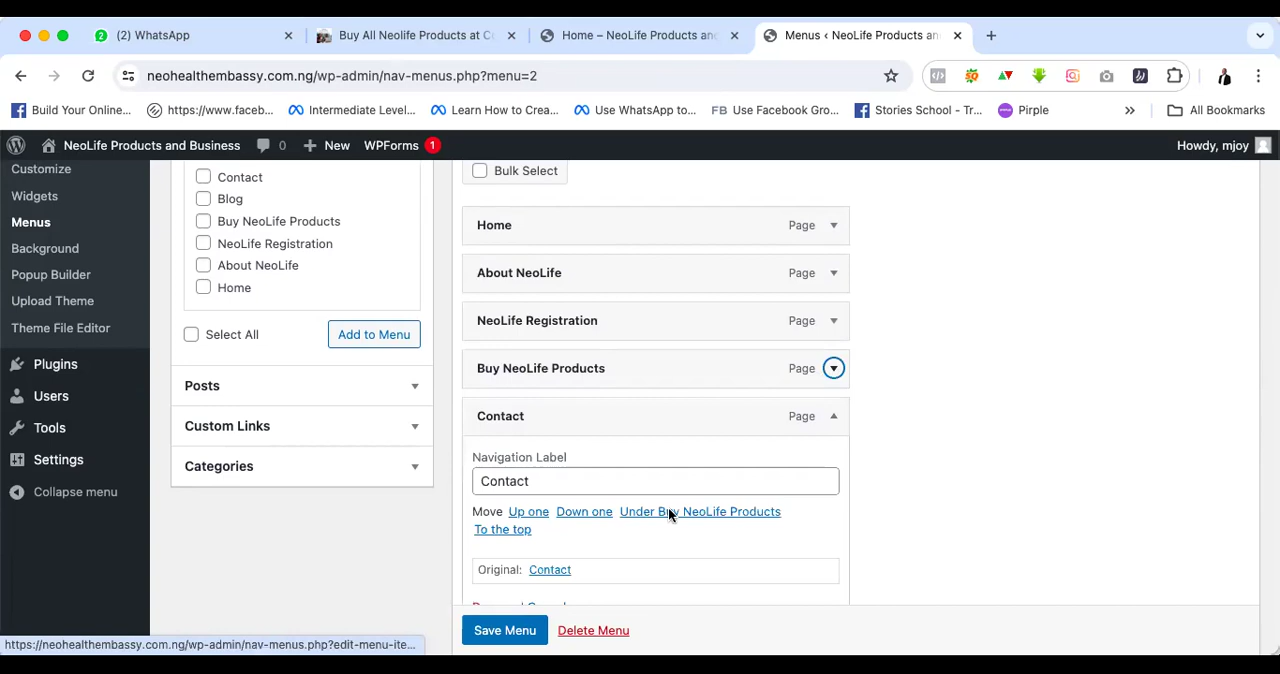 (2) WhatsApp
Buy All Neolife Products at C
Home – NeoLife Products and
Menus ‹ NeoLife Products an
neohealthembassy.com.ng/wp-admin/nav-menus.php?menu=2
Build Your Online...
https://www.faceb...
Intermediate Level...
Learn How to Crea...
Use WhatsApp to...
FB Use Facebook Gro...
Stories School - Tr...
Pirple
»
All Bookmarks
NeoLife Products and Business
0
New
WPForms 1
Howdy, mjoy
Customize
Widgets
Menus
Background
Popup Builder
Upload Theme
Theme File Editor
Plugins
Users
Tools
Settings
Collapse menu
Contact
Blog
Buy NeoLife Products
NeoLife Registration
About NeoLife
Home
Select All
Add to Menu
Posts
Custom Links
Categories
Bulk Select
Home Page
About NeoLife Page
NeoLife Registration Page
Buy NeoLife Products Page
Contact Page
Navigation Label
Contact
Move Up one Down one Under Buy NeoLife Products
To the top
Original: Contact
Save Menu Delete Menu
https://neohealthembassy.com.ng/wp-admin/nav-menus.php?edit-menu-ite...